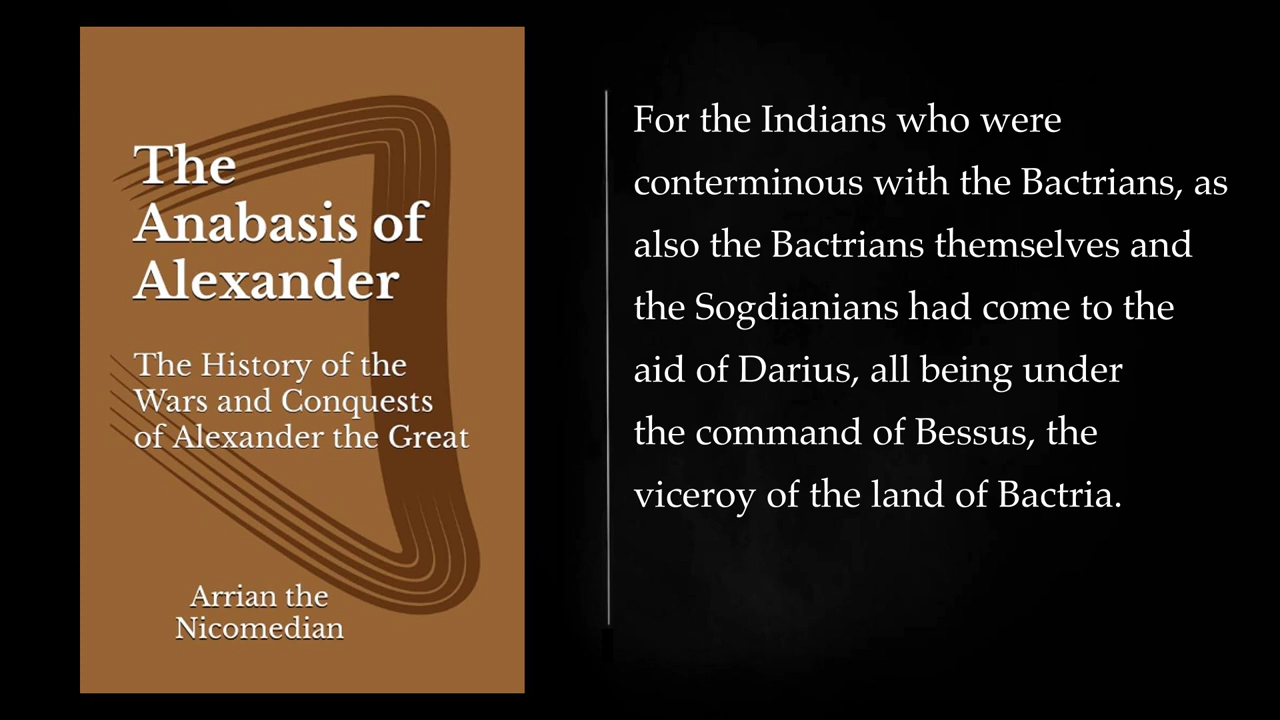 The
Anabasis of
Alexander
The History of the
Wars and Conquests
of Alexander the Great
Arrian the
Nicomedian
For the Indians who were
conterminous with the Bactrians, as
also the Bactrians themselves and
the Sogdianians had come to the
aid of Darius, all being under
the command of Bessus, the
viceroy of the land of Bactria.